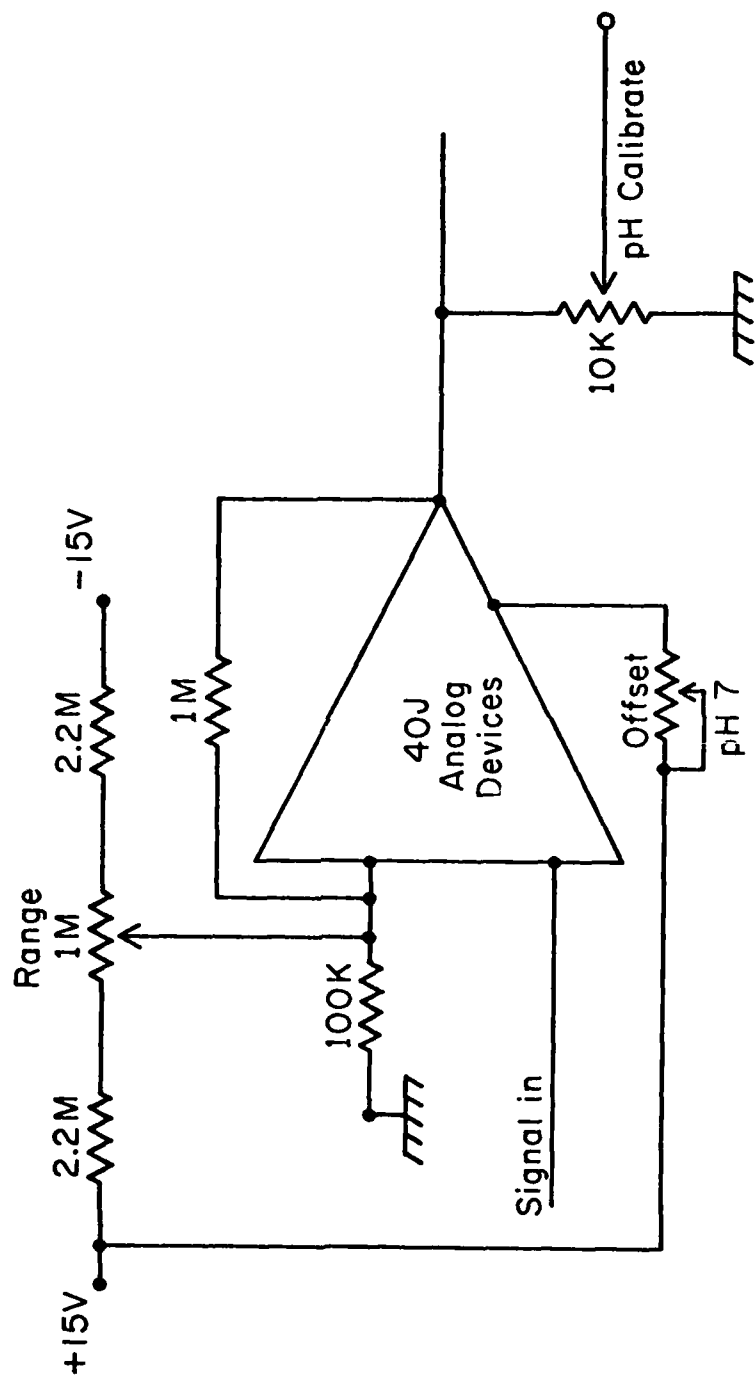 +15V
2.2M
Range
1M
2.2M
-15V
1M
100K
40J
Analog
Devices
Signal in
Offset
pH 7
10K
pH Calibrate